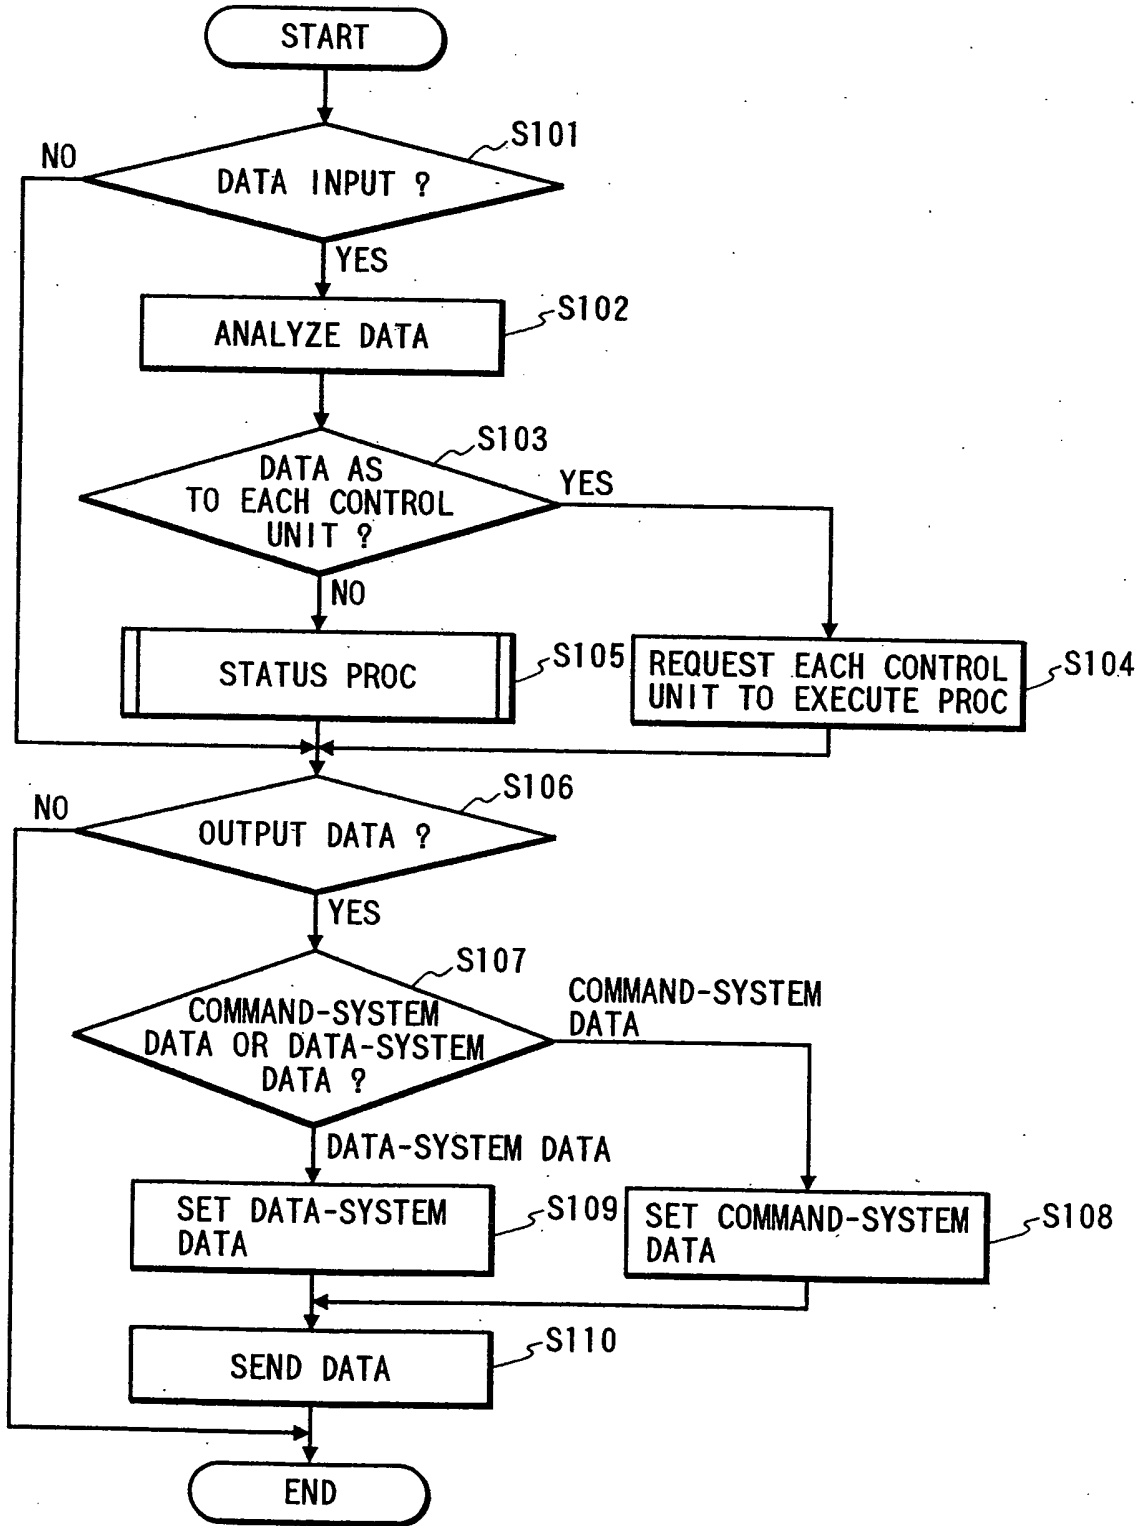 START
S101
NO
DATA INPUT ?
YES
S102
ANALYZE DATA
S103
DATA AS
TO EACH CONTROL
UNIT ?
YES
NO
STATUS PROC
S105
REQUEST EACH CONTROL
UNIT TO EXECUTE PROC
S104
S106
NO
OUTPUT DATA ?
YES
S107
COMMAND-SYSTEM
DATA OR DATA-SYSTEM
DATA ?
COMMAND-SYSTEM
DATA
DATA-SYSTEM DATA
SET DATA-SYSTEM
DATA
S109
SET COMMAND-SYSTEM
DATA
S108
SEND DATA
S110
END